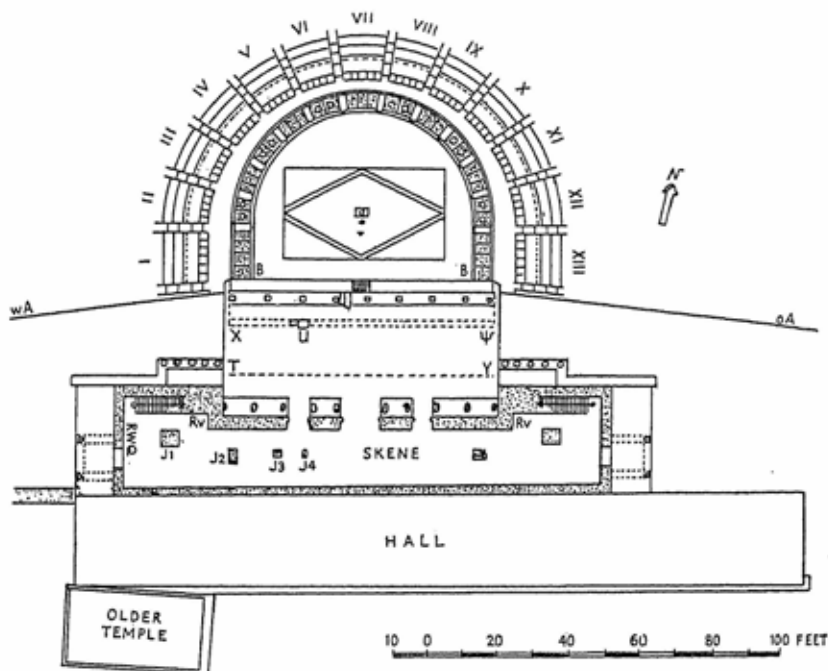 VII
VI VIII
V IX
IV X
III XI
II XII
I XIII
N
B B
wA oA
X U Ψ
T Y
Rv Rv
RWQ
J1 J2 J3 J4 SKENE
HALL
OLDER
TEMPLE
10 0 20 40 60 80 100 FEET